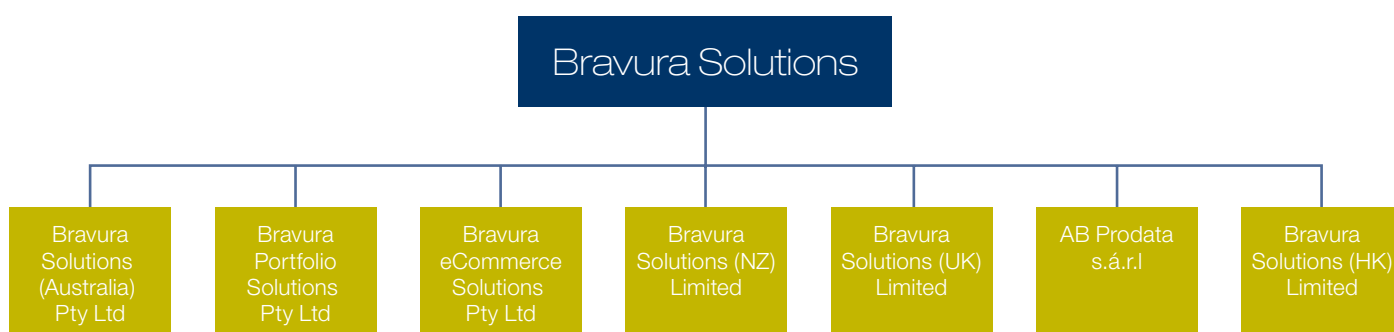 Bravura Solutions
Bravura
Solutions
(Australia)
Pty Ltd
Bravura
Portfolio
Solutions
Pty Ltd
Bravura
eCommerce
Solutions
Pty Ltd
Bravura
Solutions (NZ)
Limited
Bravura
Solutions (UK)
Limited
AB Prodata
s.á.r.l
Bravura
Solutions (HK)
Limited